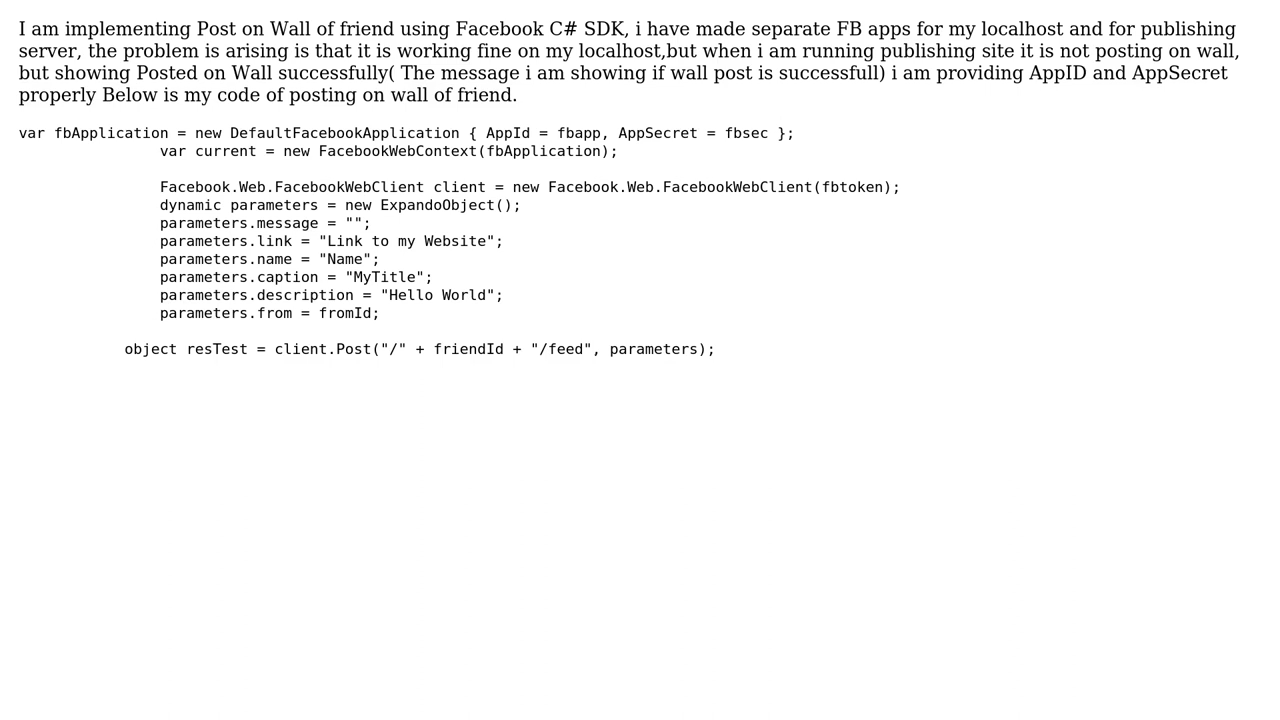 I am implementing Post on Wall of friend using Facebook C# SDK, i have made separate FB apps for my localhost and for publishing
server, the problem is arising is that it is working fine on my localhost,but when i am running publishing site it is not posting on wall,
but showing Posted on Wall successfully( The message i am showing if wall post is successfull) i am providing AppID and AppSecret
properly Below is my code of posting on wall of friend.
var fbApplication = new DefaultFacebookApplication { AppId = fbapp, AppSecret = fbsec };
                var current = new FacebookWebContext(fbApplication);

                Facebook.Web.FacebookWebClient client = new Facebook.Web.FacebookWebClient(fbtoken);
                dynamic parameters = new ExpandoObject();
                parameters.message = "";
                parameters.link = "Link to my Website";
                parameters.name = "Name";
                parameters.caption = "MyTitle";
                parameters.description = "Hello World";
                parameters.from = fromId;

            object resTest = client.Post("/" + friendId + "/feed", parameters);